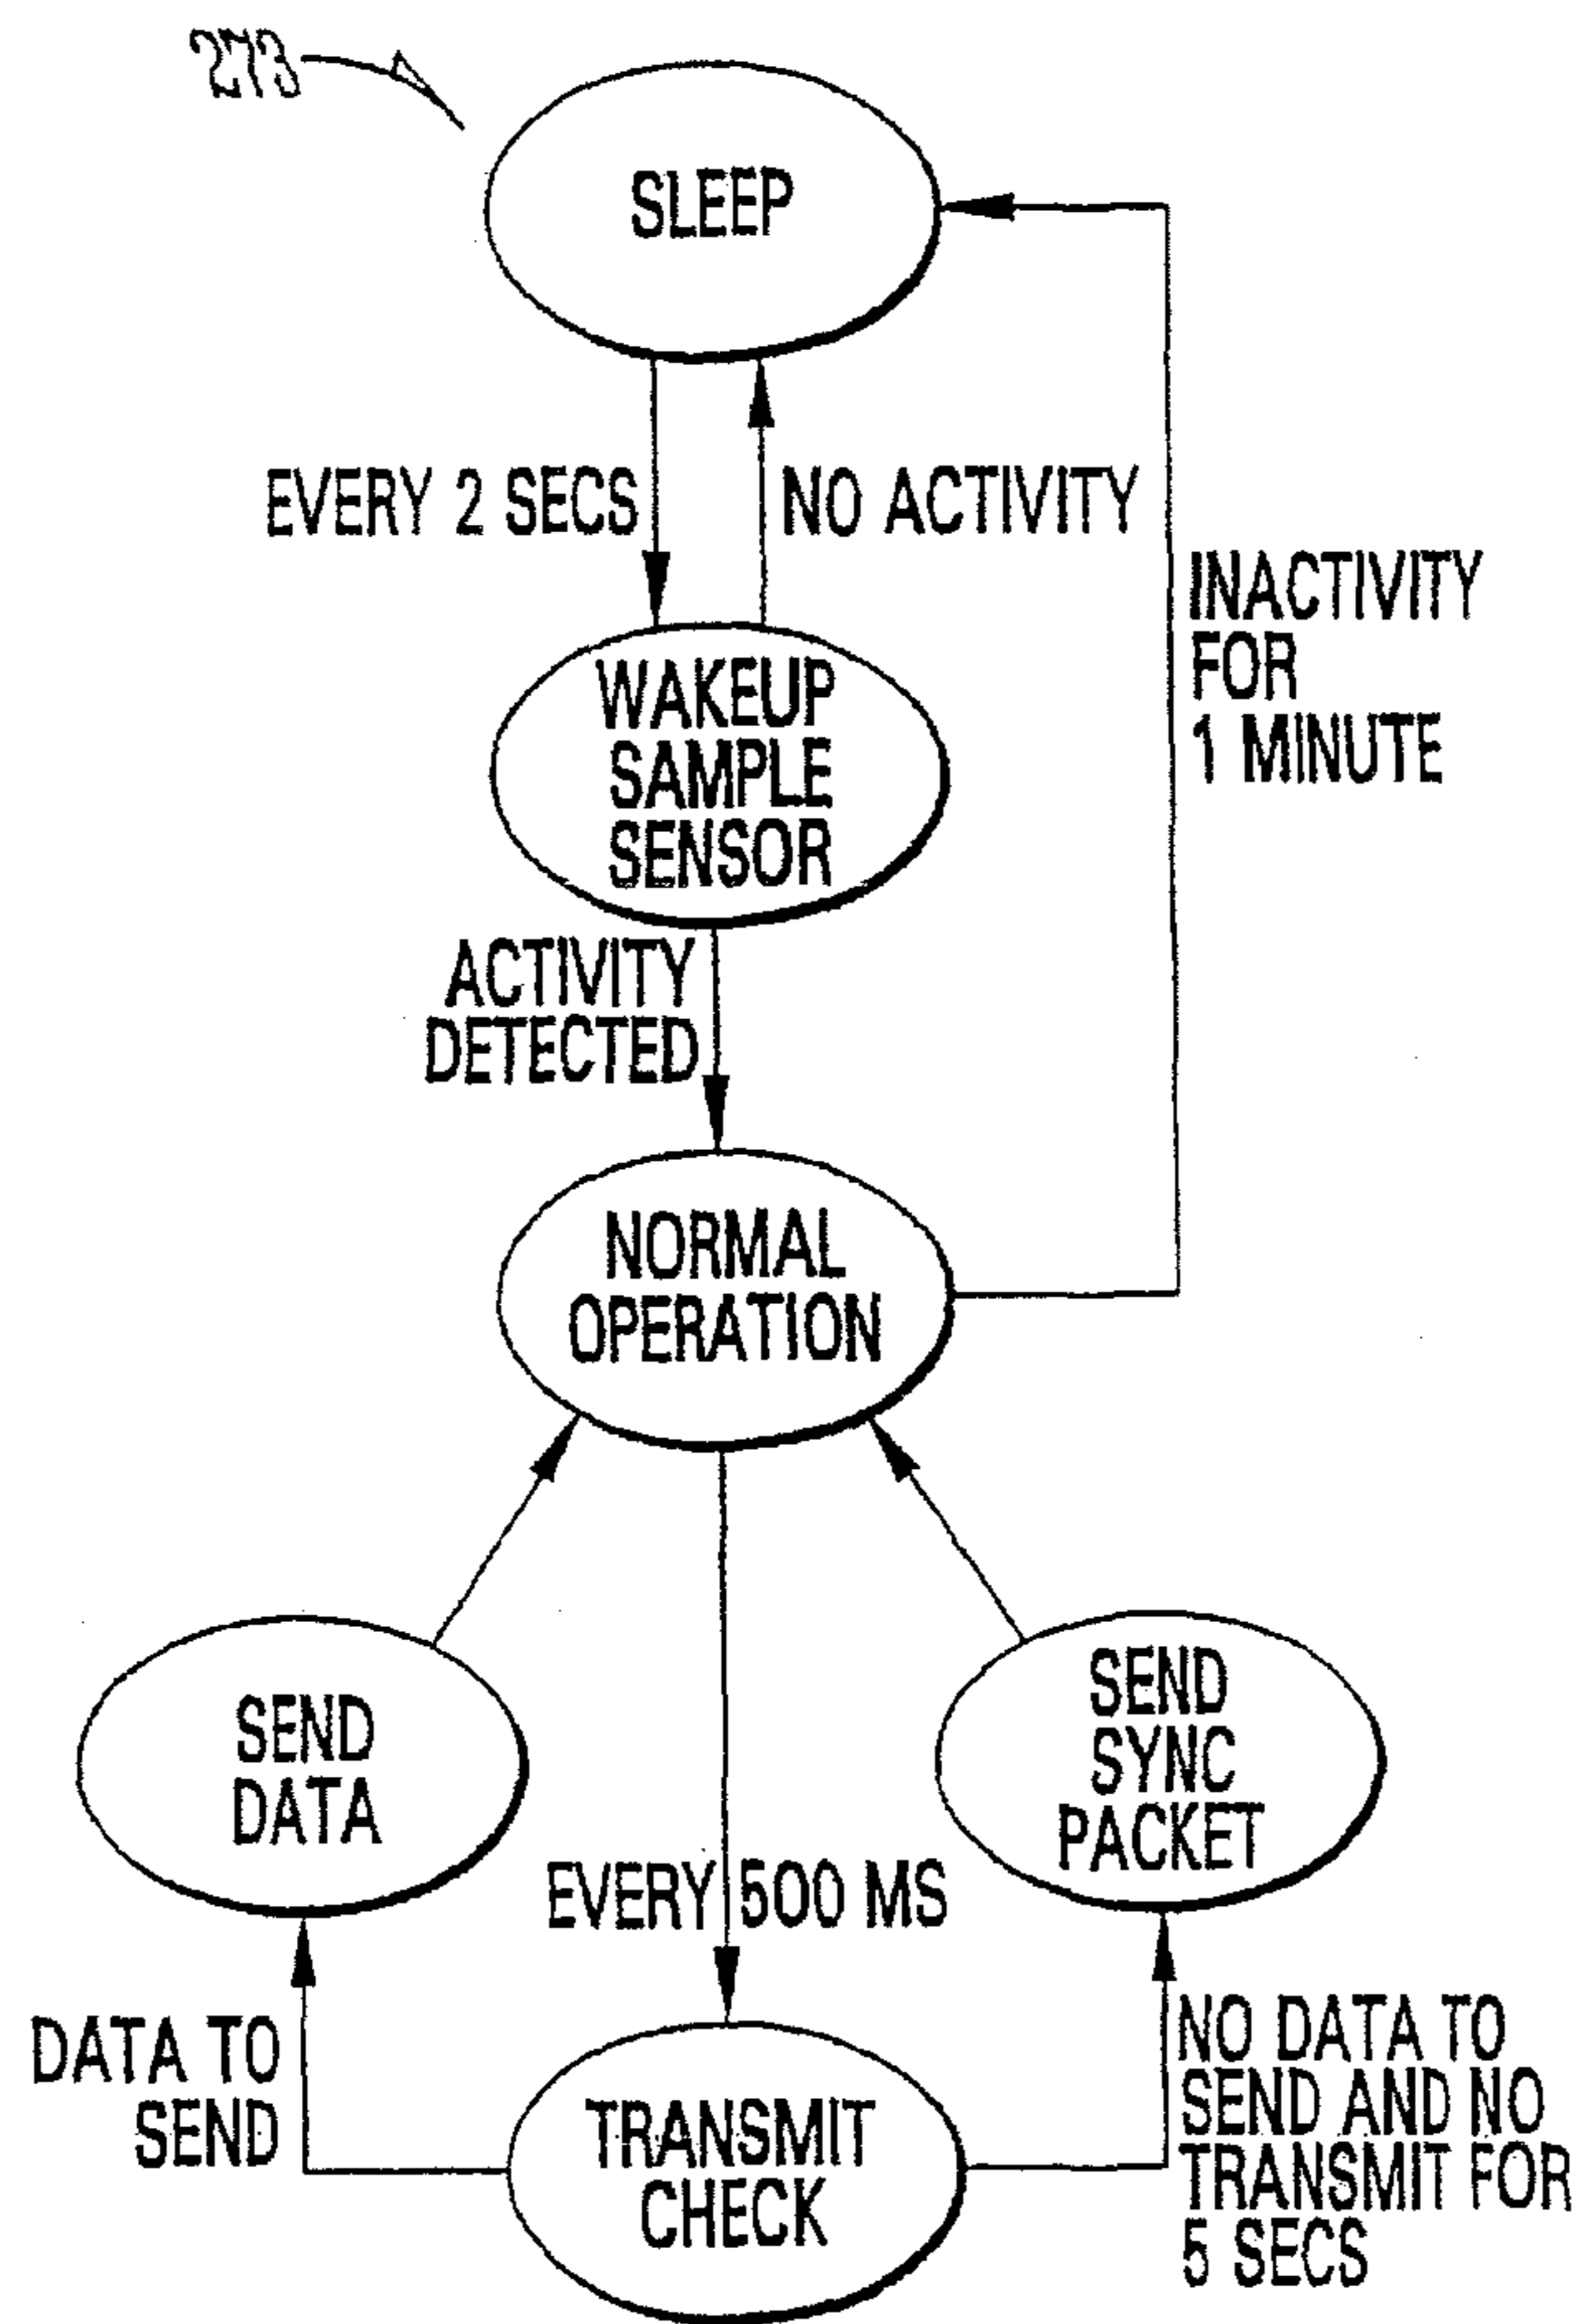 273
SLEEP
EVERY 2 SECS
NO ACTIVITY
INACTIVITY
FOR
1 MINUTE
WAKEUP
SAMPLE
SENSOR
ACTIVITY
DETECTED
NORMAL
OPERATION
SEND
DATA
SEND
SYNC
PACKET
EVERY 500 MS
DATA TO
SEND
NO DATA TO
SEND AND NO
TRANSMIT FOR
5 SECS
TRANSMIT
CHECK